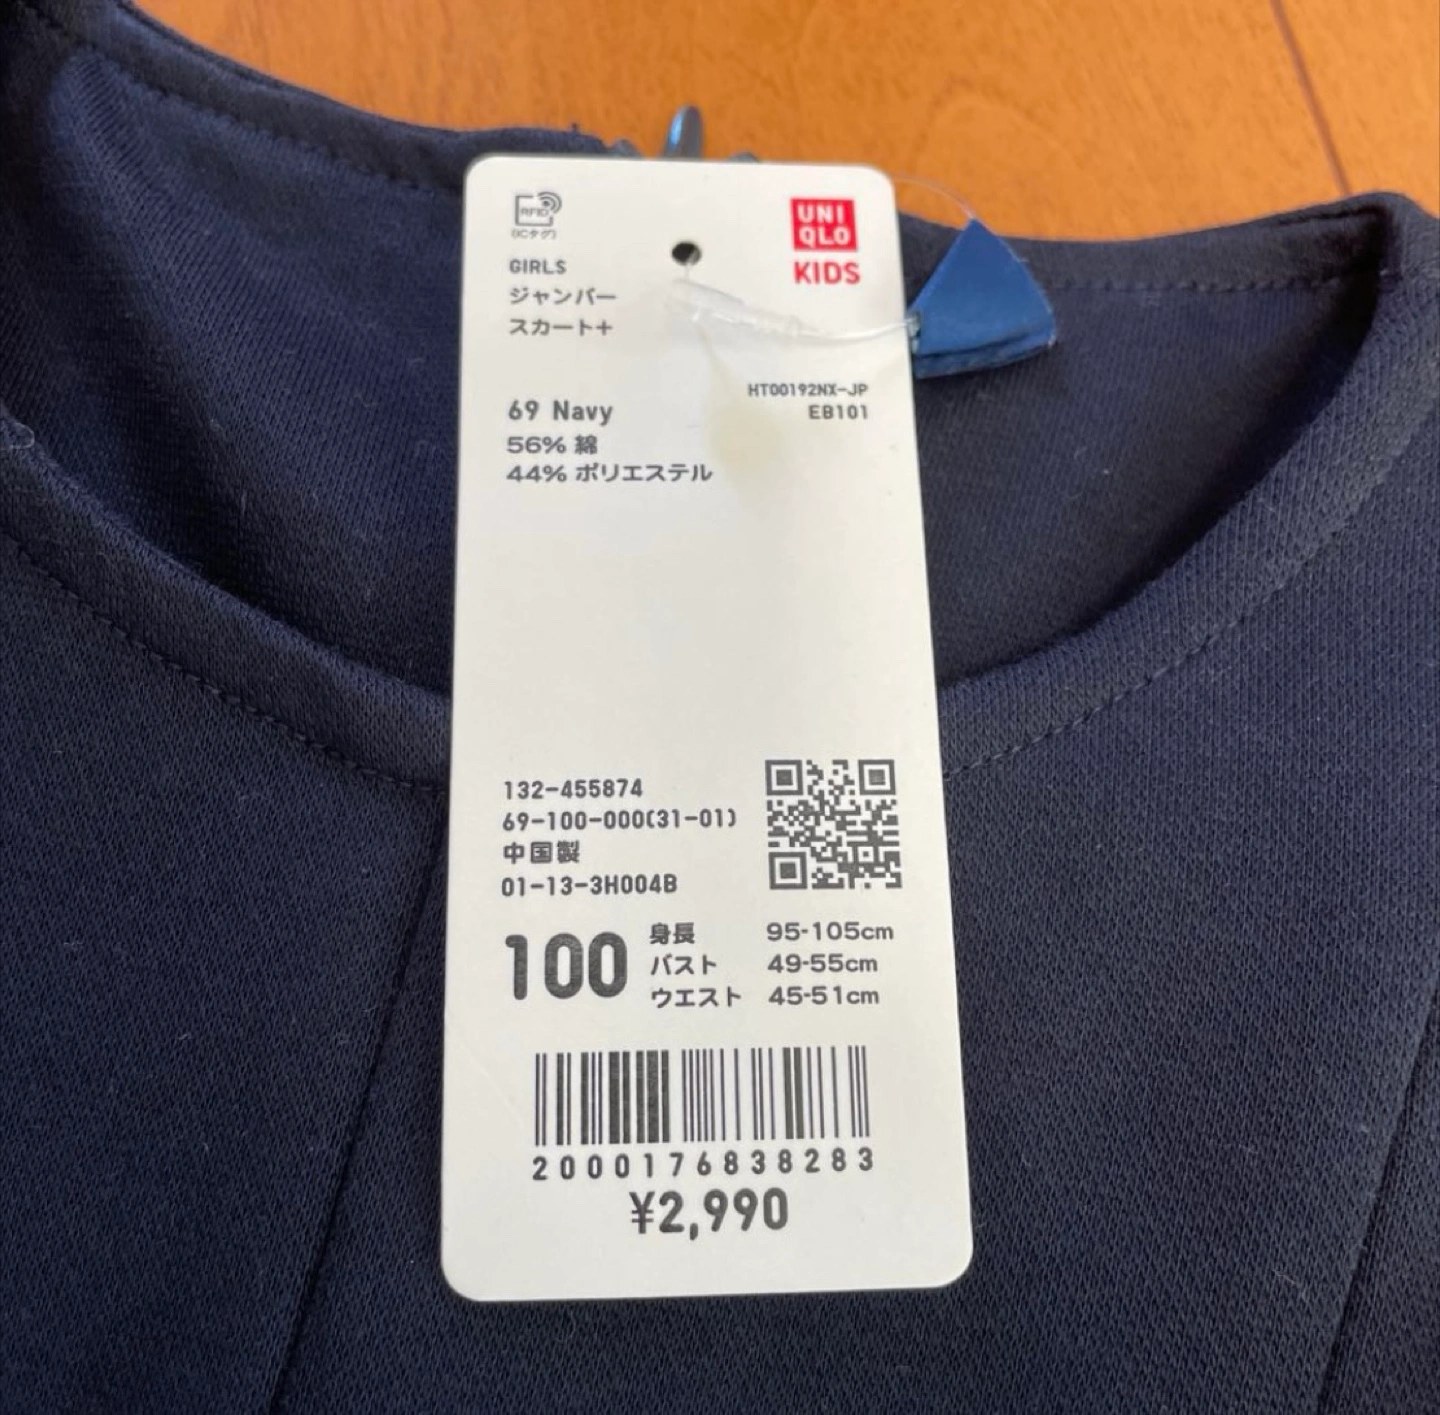 RFID
(ICタグ)
UNI
QLO
KIDS
GIRLS
ジャンパー
スカート+
HT00192NX-JP
EB101
69 Navy
56% 綿
44% ポリエステル
132-455874
69-100-000(31-01)
中国製
01-13-3H004B
100
身長 95-105cm
バスト 49-55cm
ウエスト 45-51cm
2000176838283
¥2,990